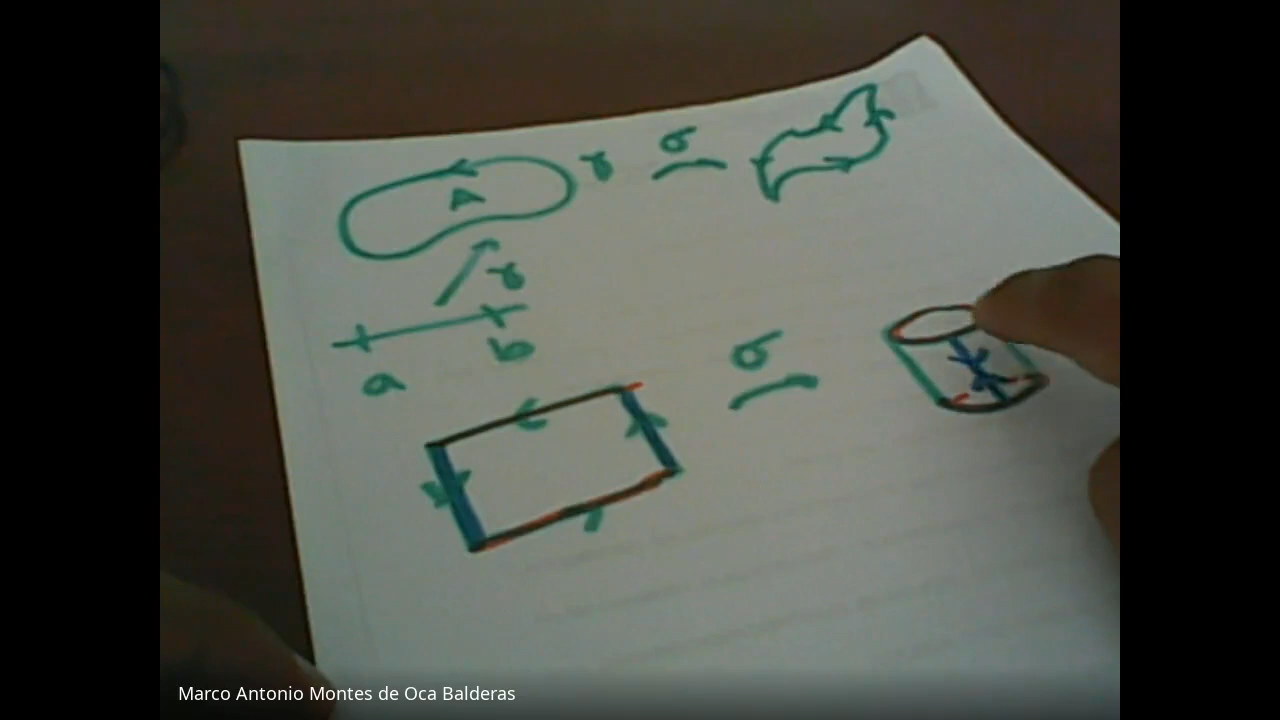 A γ σ
γ
a b
σ
Marco Antonio Montes de Oca Balderas